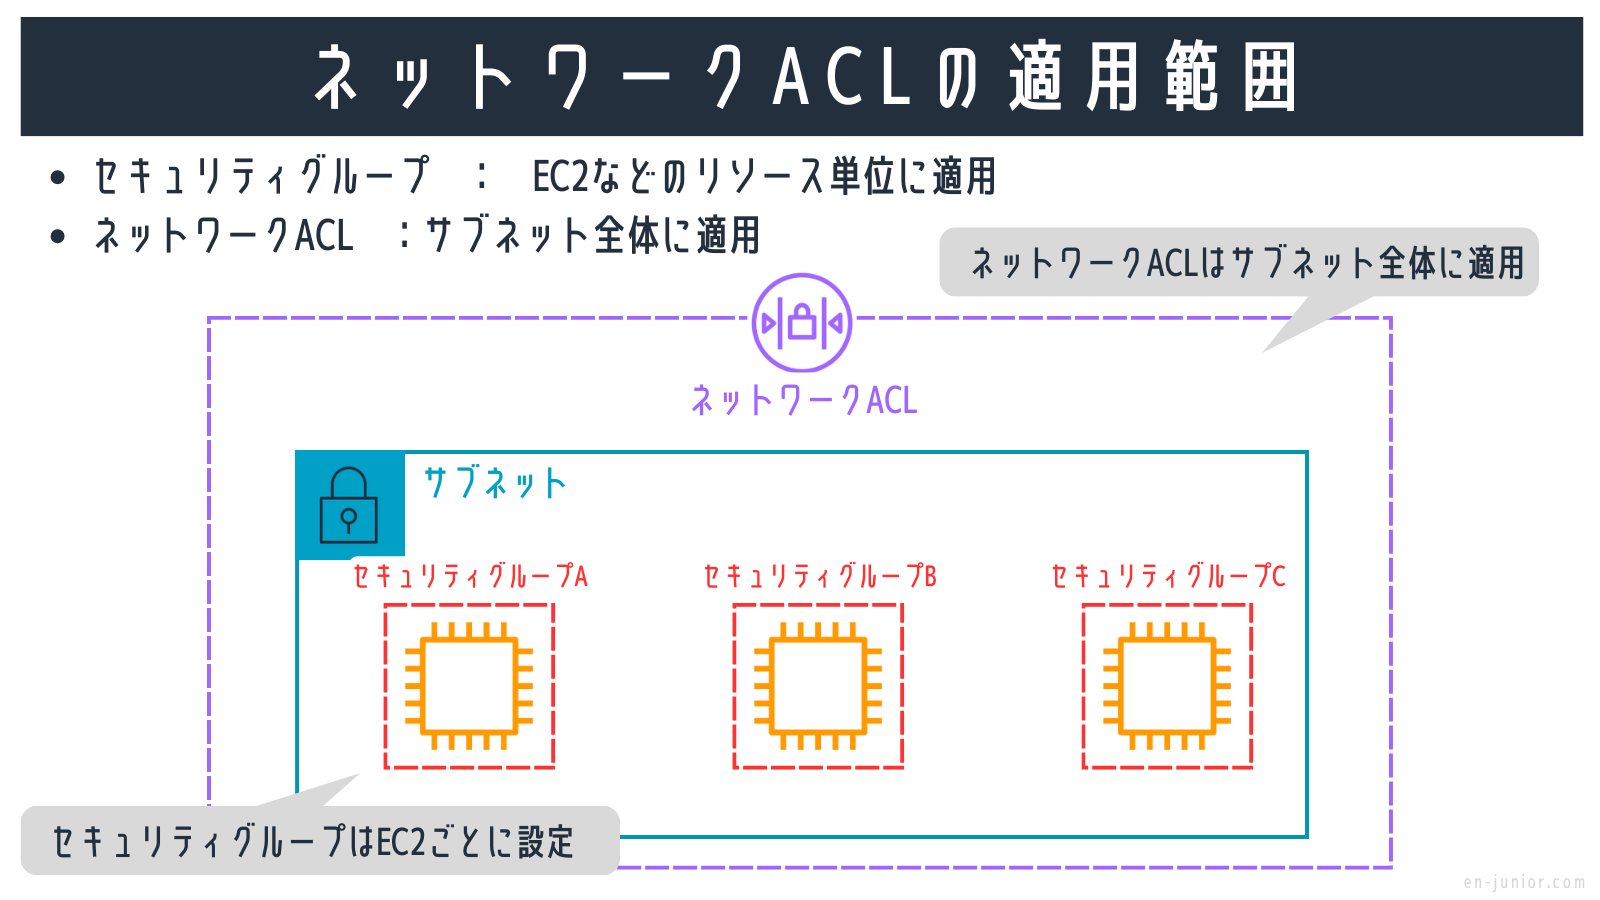 ネットワークACLの適用範囲
• セキュリティグループ ： EC2などのリソース単位に適用
• ネットワークACL ：サブネット全体に適用
ネットワークACLはサブネット全体に適用
ネットワークACL
サブネット
セキュリティグループA
セキュリティグループB
セキュリティグループC
セキュリティグループはEC2ごとに設定
en-junior.com